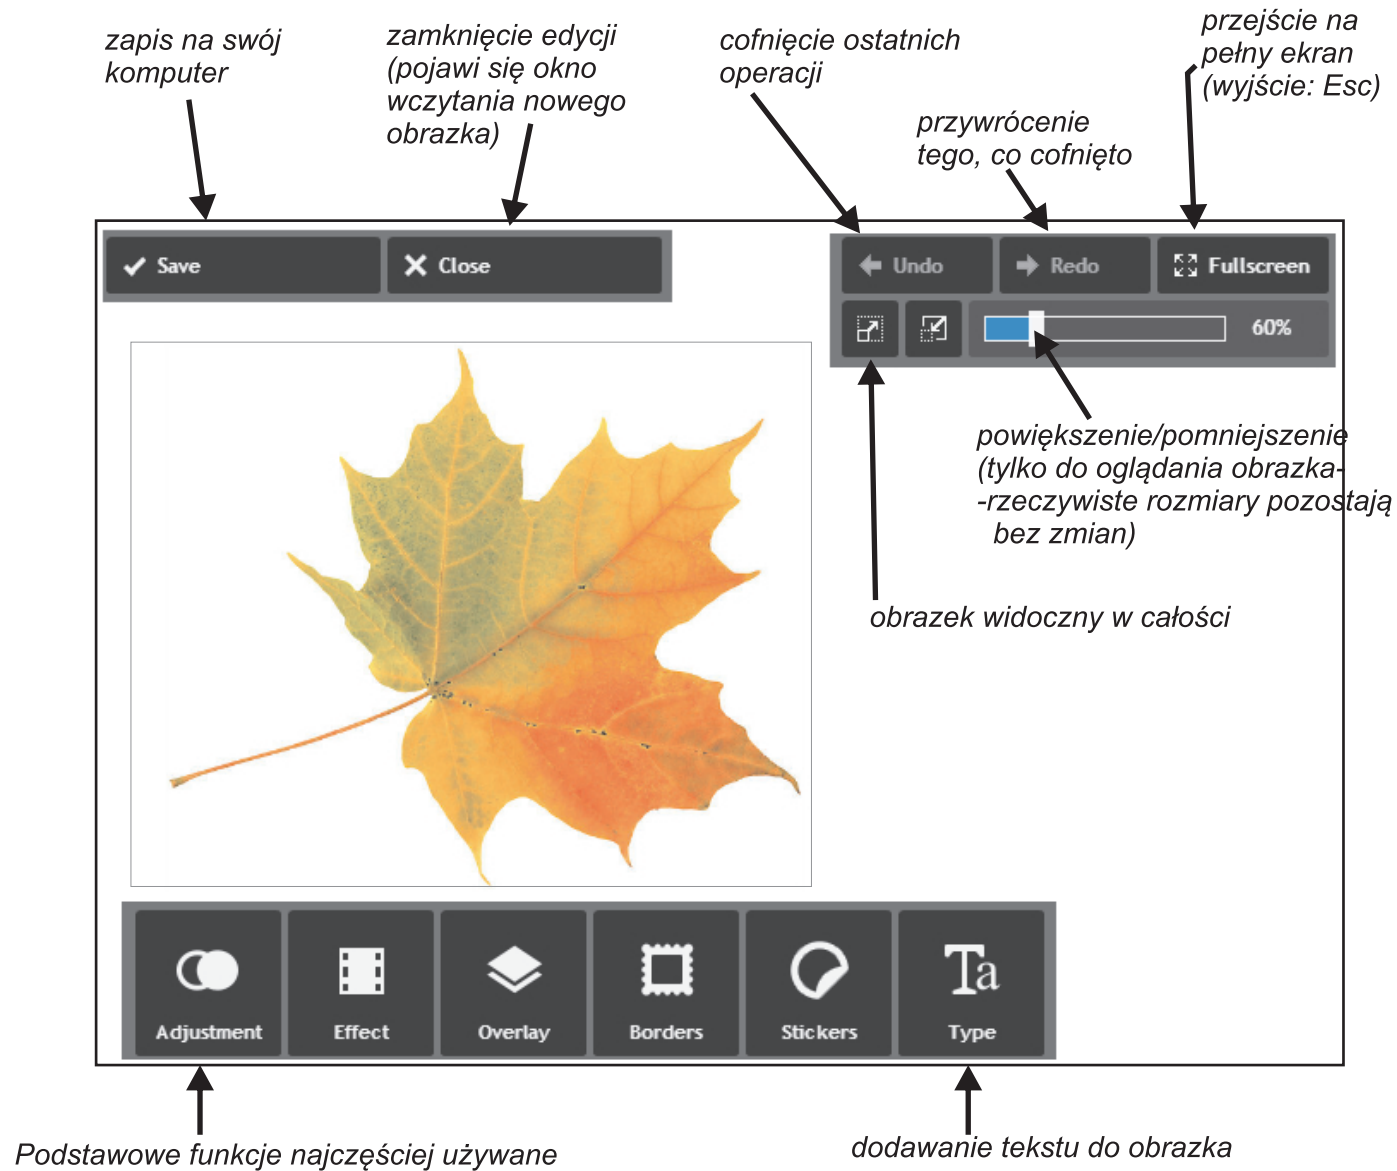 zapis na swój
komputer
zamknięcie edycji
(pojawi się okno
wczytania nowego
obrazka)
cofnięcie ostatnich
operacji
przywrócenie
tego, co cofnięto
przejście na
pełny ekran
(wyjście: Esc)
Save
Close
Undo
Redo
Fullscreen
60%
powiększenie/pomniejszenie
(tylko do oglądania obrazka-
-rzeczywiste rozmiary pozostają
bez zmian)
obrazek widoczny w całości
Ta
Adjustment
Effect
Overlay
Borders
Stickers
Type
Podstawowe funkcje najczęściej używane
dodawanie tekstu do obrazka